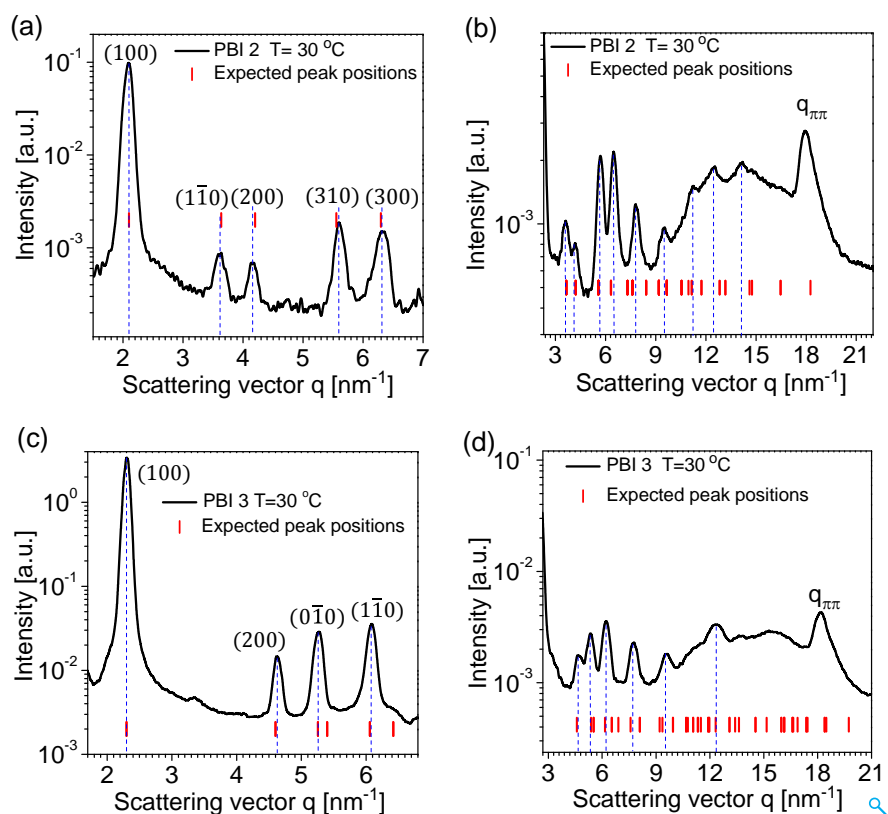 (a)
PBI 2 T= 30 °C
Expected peak positions
(100)
(11̄0)
(200)
(310)
(300)
10⁻¹
10⁻²
10⁻³
Intensity [a.u.]
2 3 4 5 6 7
Scattering vector q [nm⁻¹]
(b)
PBI 2 T= 30 °C
Expected peak positions
qππ
10⁻³
Intensity [a.u.]
3 6 9 12 15 18 21
Scattering vector q [nm⁻¹]
(c)
(100)
PBI 3 T=30 °C
Expected peak positions
(200)
(01̄0)
(11̄0)
10⁰
10⁻¹
10⁻²
10⁻³
Intensity [a.u.]
2 3 4 5 6
Scattering vector q [nm⁻¹]
(d)
PBI 3 T=30 °C
Expected peak positions
qππ
10⁻¹
10⁻²
10⁻³
Intensity [a.u.]
3 6 9 12 15 18 21
Scattering vector q [nm⁻¹]